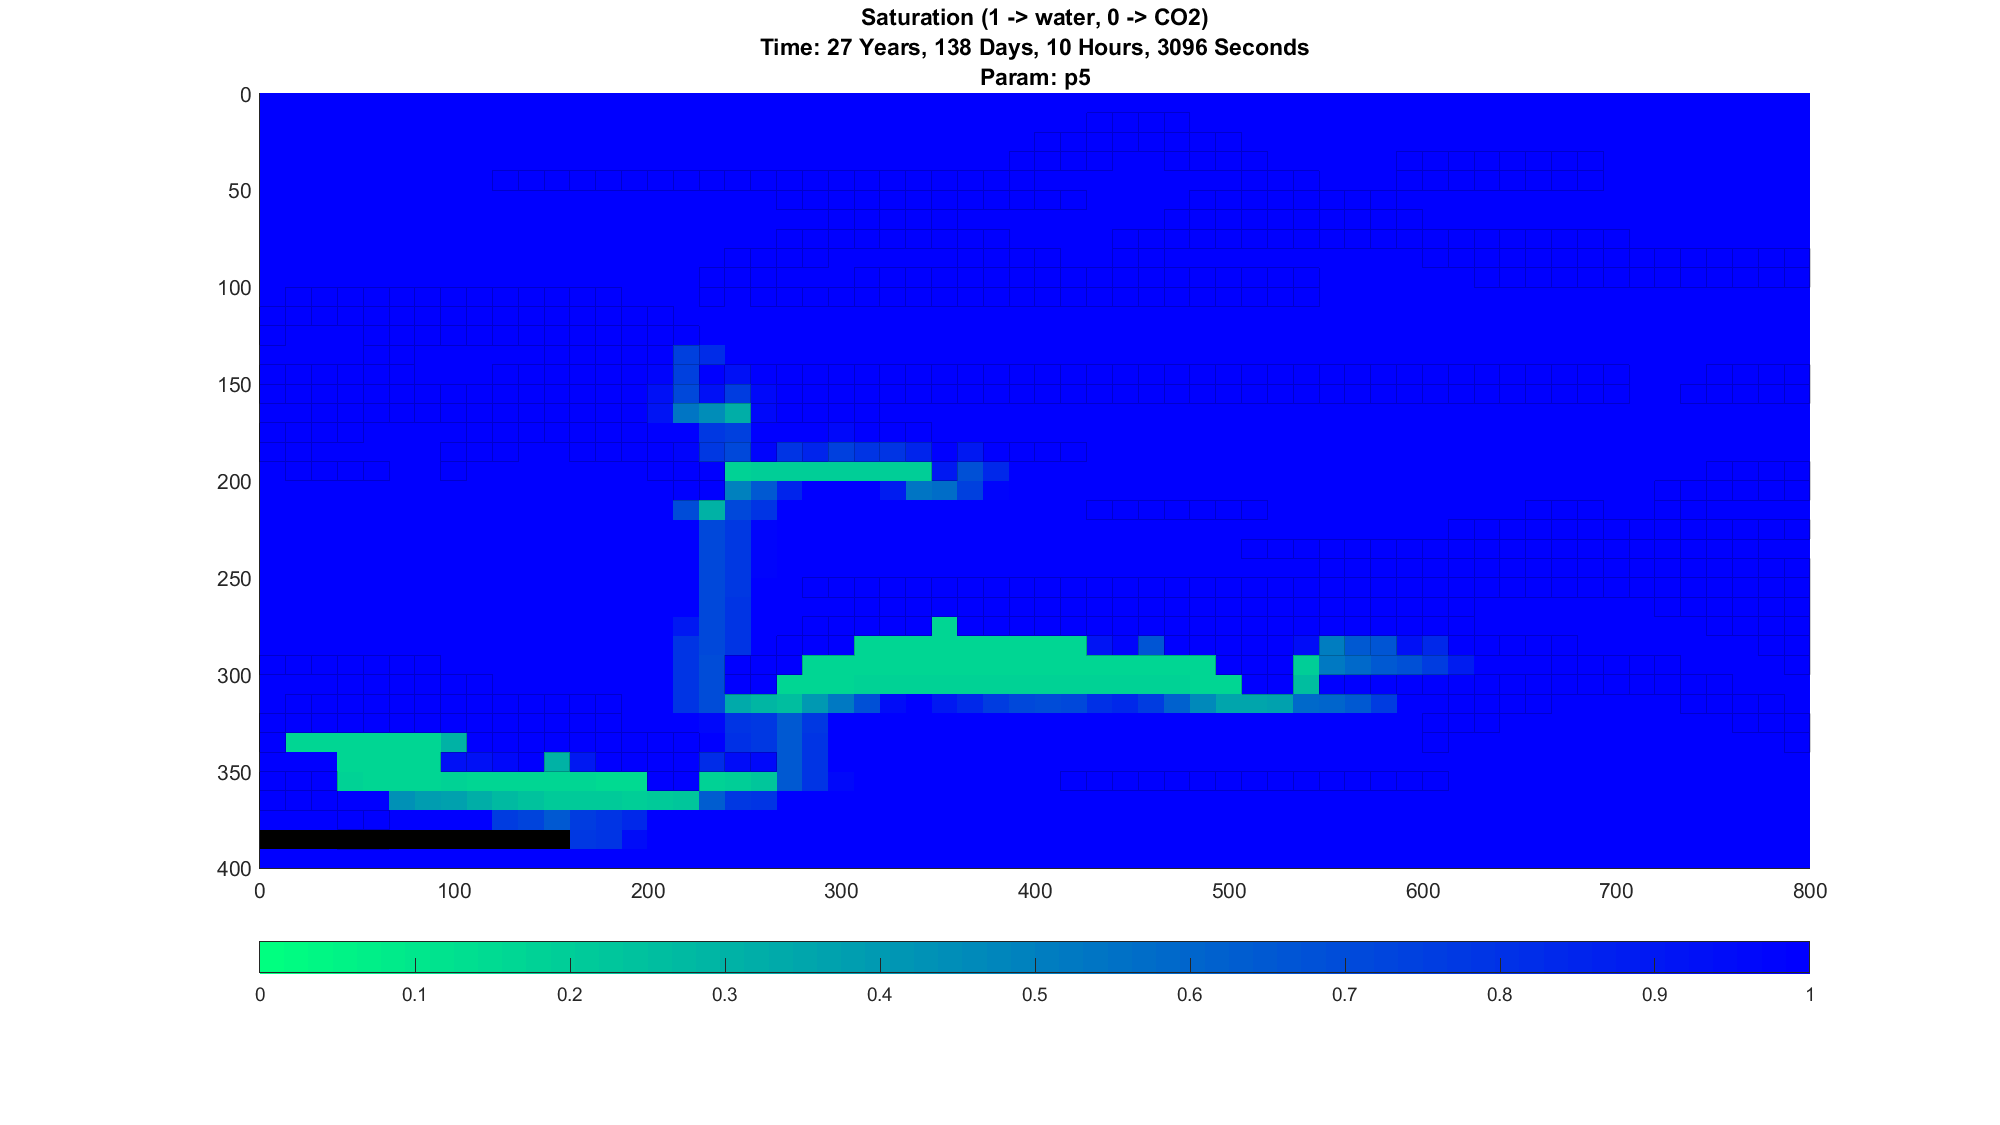 Saturation (1 -> water, 0 -> CO2)
Time: 27 Years, 138 Days, 10 Hours, 3096 Seconds
Param: p5
0
50
100
150
200
250
300
350
400
0 100 200 300 400 500 600 700 800
0 0.1 0.2 0.3 0.4 0.5 0.6 0.7 0.8 0.9 1